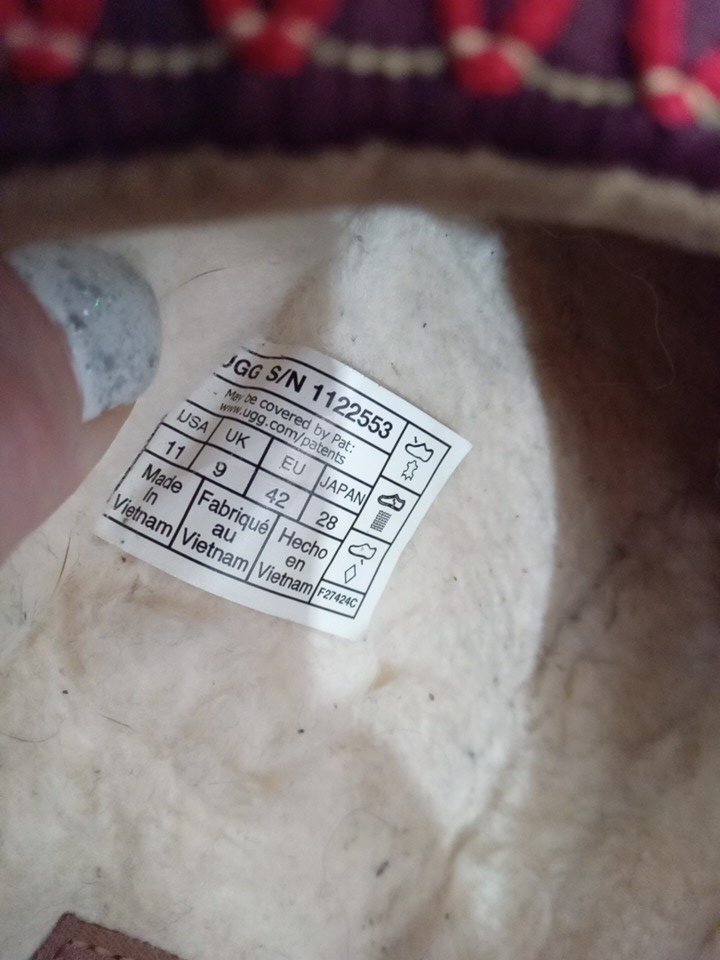 UGG S/N 1122553
May be covered by Pat:
www.ugg.com/patents
USA UK EU JAPAN
11 9 42 28
Made in Vietnam
Fabriqué au Vietnam
Hecho en Vietnam
F27424C